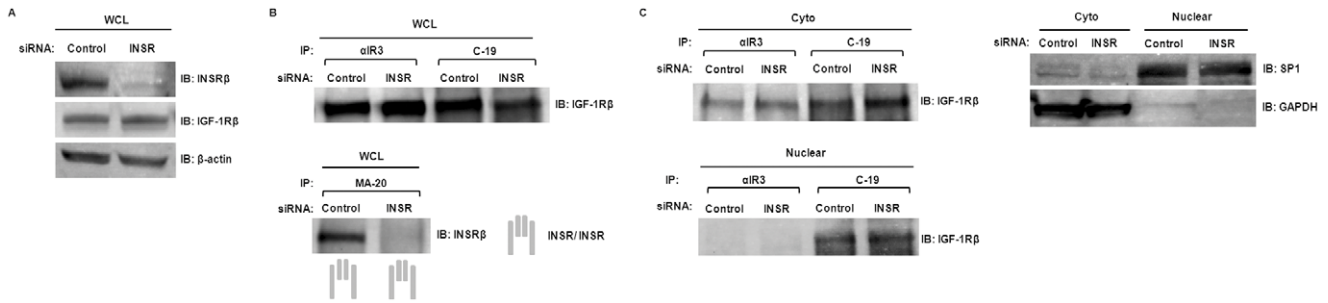 A
WCL
siRNA: Control INSR
IB: INSRβ
IB: IGF-1Rβ
IB: β-actin
B
WCL
IP: αIR3 C-19
siRNA: Control INSR Control INSR
IB: IGF-1Rβ
WCL
IP: MA-20
siRNA: Control INSR
IB: INSRβ
INSR/INSR
C
Cyto
IP: αIR3 C-19
siRNA: Control INSR Control INSR
IB: IGF-1Rβ
Nuclear
IP: αIR3 C-19
siRNA: Control INSR Control INSR
IB: IGF-1Rβ
Cyto Nuclear
siRNA: Control INSR Control INSR
IB: SP1
IB: GAPDH